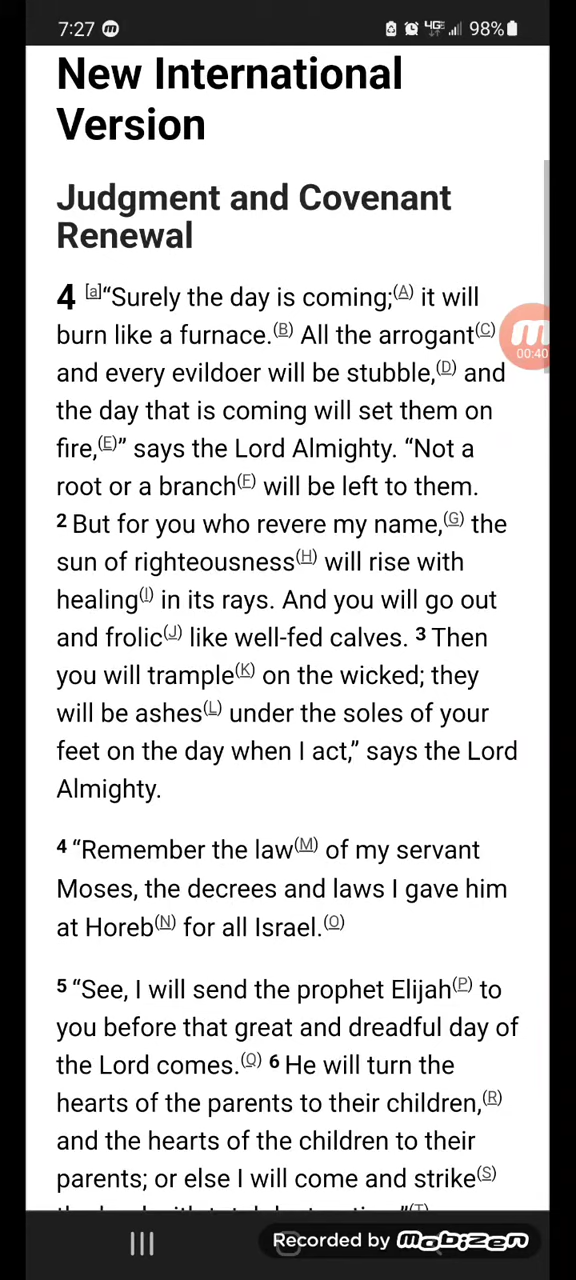 7:27 m 4GE 98%
New International
Version
Judgment and Covenant
Renewal
4 [a]“Surely the day is coming;(A) it will
burn like a furnace.(B) All the arrogant(C)
m
00:40
and every evildoer will be stubble,(D) and
the day that is coming will set them on
fire,(E)” says the Lord Almighty. “Not a
root or a branch(F) will be left to them.
2 But for you who revere my name,(G) the
sun of righteousness(H) will rise with
healing(I) in its rays. And you will go out
and frolic(J) like well-fed calves. 3 Then
you will trample(K) on the wicked; they
will be ashes(L) under the soles of your
feet on the day when I act,” says the Lord
Almighty.
4 “Remember the law(M) of my servant
Moses, the decrees and laws I gave him
at Horeb(N) for all Israel.(O)
5 “See, I will send the prophet Elijah(P) to
you before that great and dreadful day of
the Lord comes.(Q) 6 He will turn the
hearts of the parents to their children,(R)
and the hearts of the children to their
parents; or else I will come and strike(S)
Recorded by mobizen